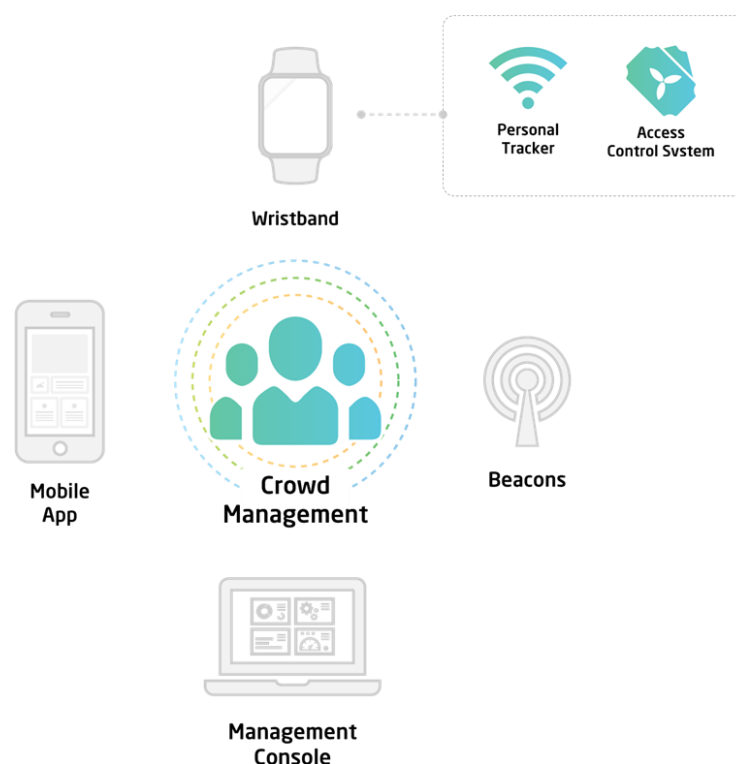 Personal
Tracker
Access
Control System
Wristband
Mobile
App
Crowd
Management
Beacons
Management
Console